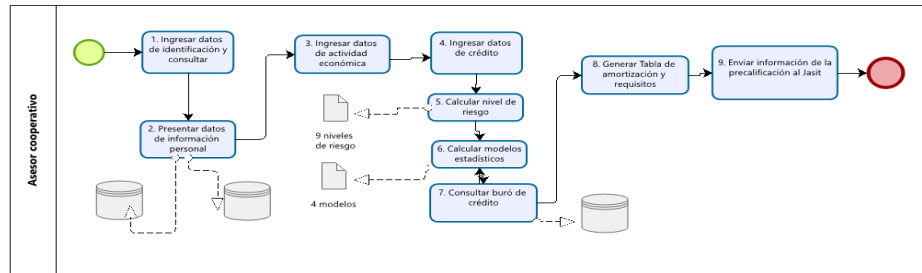 Asesor cooperativo
1. Ingresar datos
de identificación y
consultar
2. Presentar datos
de información
personal
3. Ingresar datos
de actividad
económica
4. Ingresar datos
de crédito
5. Calcular nivel de
riesgo
9 niveles
de riesgo
6. Calcular modelos
estadísticos
4 modelos
7. Consultar buró de
crédito
8. Generar Tabla de
amortización y
requisitos
9. Enviar información de la
precalificación al Jasit